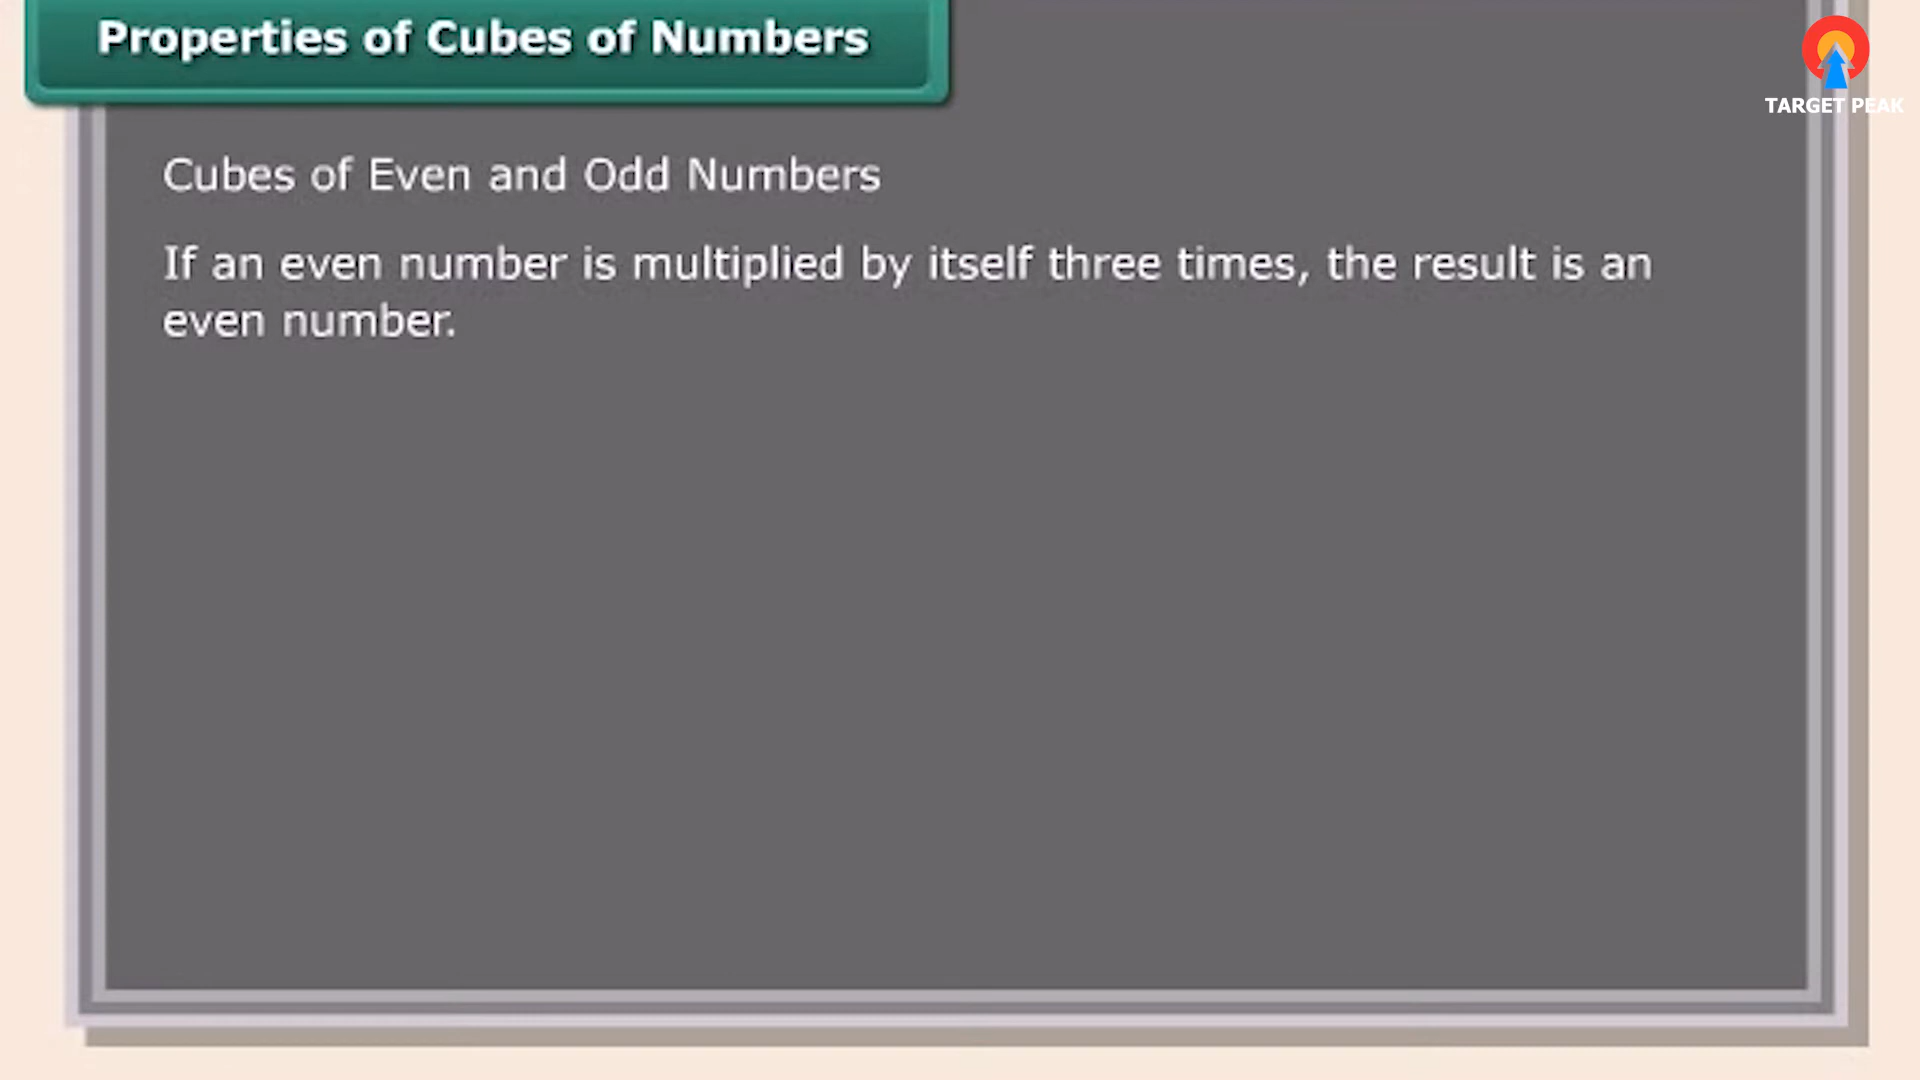 Properties of Cubes of Numbers
TARGET PEAK
Cubes of Even and Odd Numbers
If an even number is multiplied by itself three times, the result is an
even number.